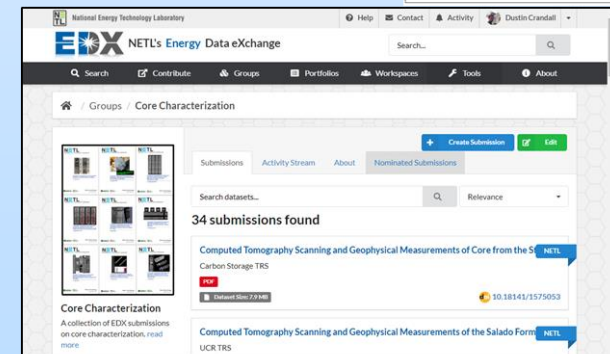 NETL
National Energy Technology Laboratory
Help
Contact
Activity
Dustin Crandall
EDX
NETL's Energy Data eXchange
Search...
Search
Contribute
Groups
Portfolios
Workspaces
Tools
About
/ Groups / Core Characterization
Create Submission
Edit
Submissions
Activity Stream
About
Nominated Submissions
Search datasets...
Relevance
34 submissions found
Computed Tomography Scanning and Geophysical Measurements of Core from the S
NETL
Carbon Storage TRS
PDF
Dataset Size: 7.9 MB
10.18141/1575053
Core Characterization
A collection of EDX submissions
on core characterization. read
more
Computed Tomography Scanning and Geophysical Measurements of the Salado Form
NETL
UCR TRS